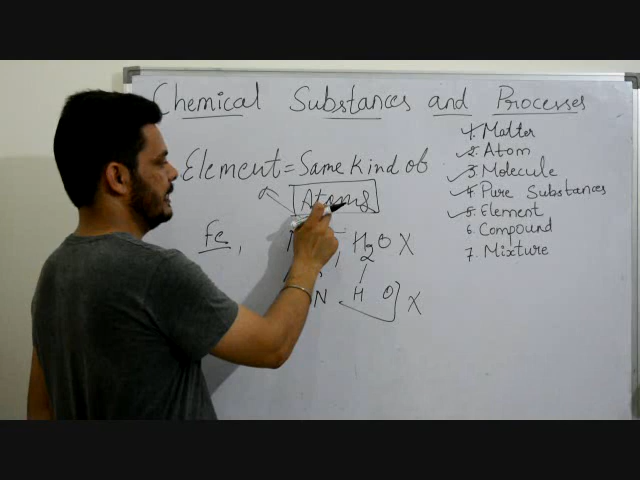 Chemical Substances and Processes
Element = Same kind of
Atoms
Fe, H2O X
N H O } X
1. Matter
2. Atom
3. Molecule
4. Pure Substances
5. Element
6. Compound
7. Mixture